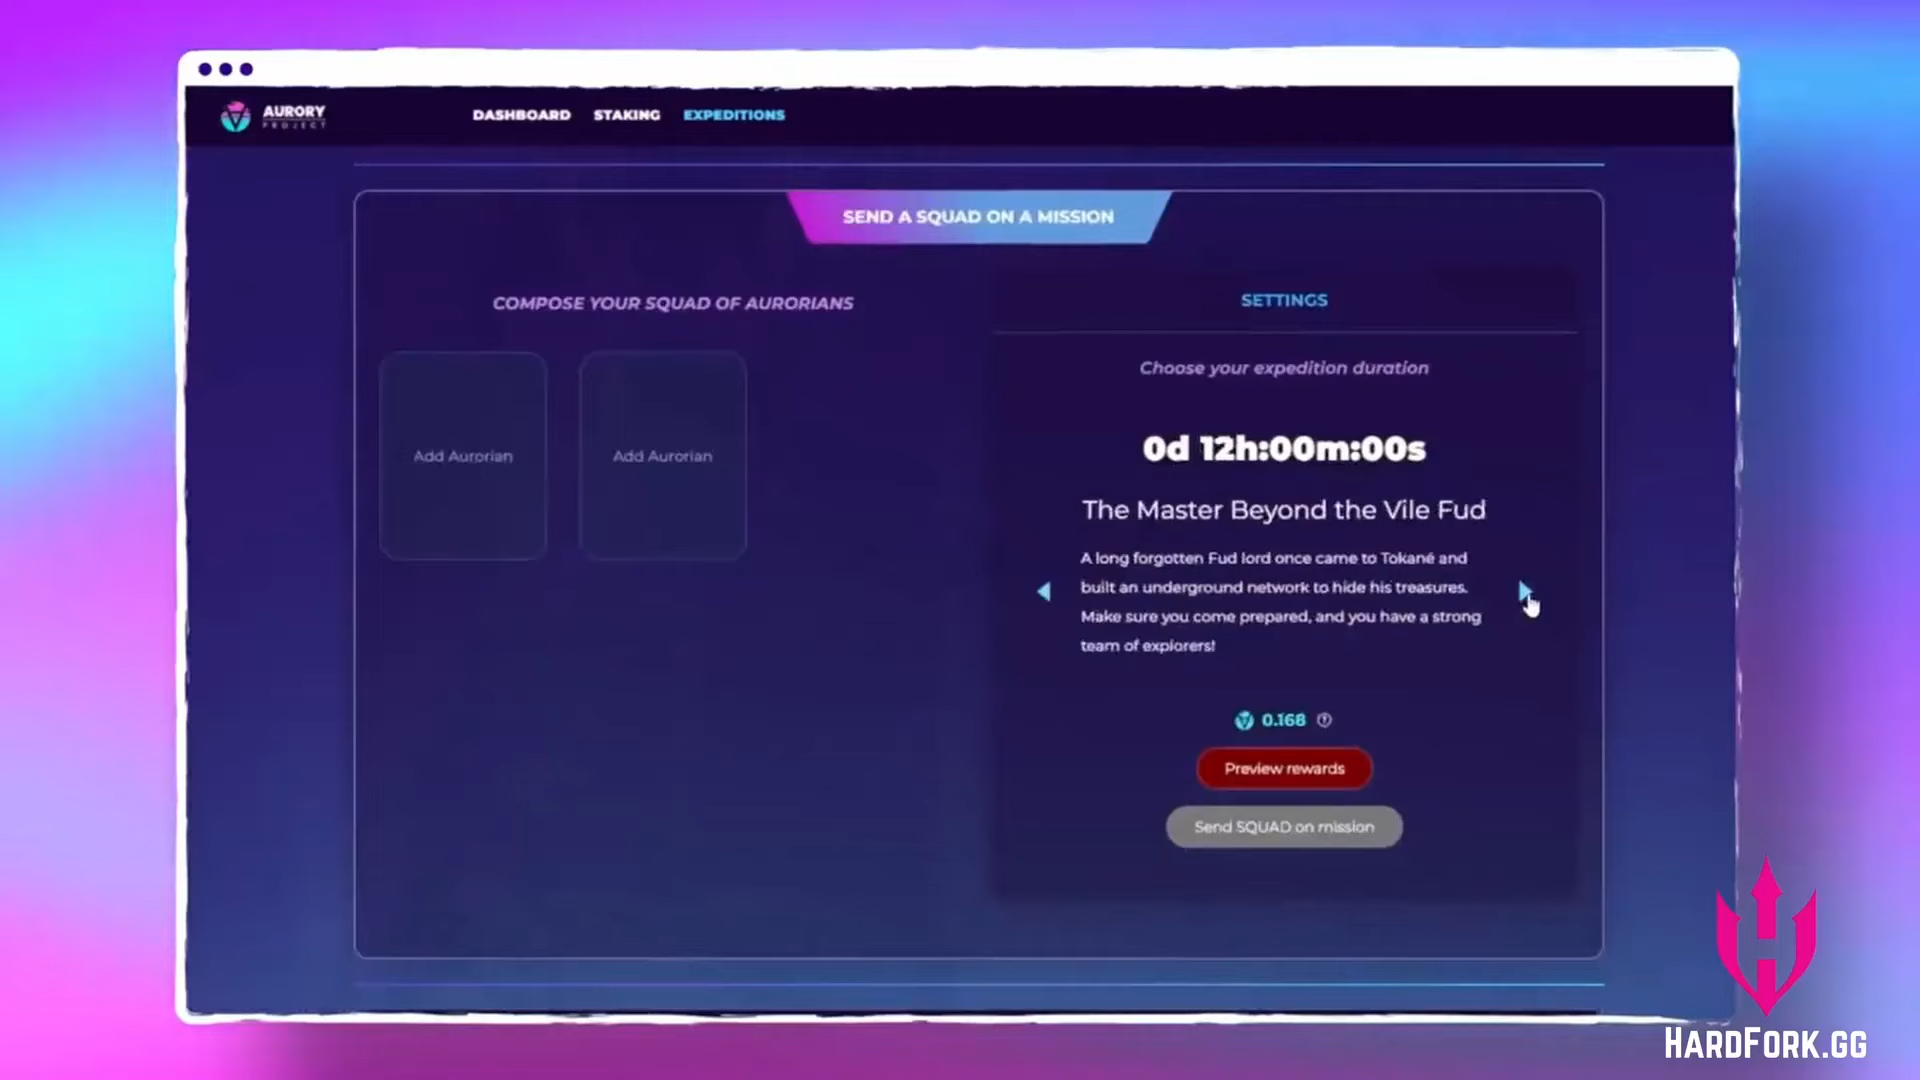 AURORY
PROJECT
DASHBOARD STAKING EXPEDITIONS
SEND A SQUAD ON A MISSION
COMPOSE YOUR SQUAD OF AURORIANS
Add Aurorian
Add Aurorian
SETTINGS
Choose your expedition duration
0d 12h:00m:00s
The Master Beyond the Vile Fud
A long forgotten Fud lord once came to Tokané and
built an underground network to hide his treasures.
Make sure you come prepared, and you have a strong
team of explorers!
0.168
Preview rewards
Send SQUAD on mission
HARDFORK.GG